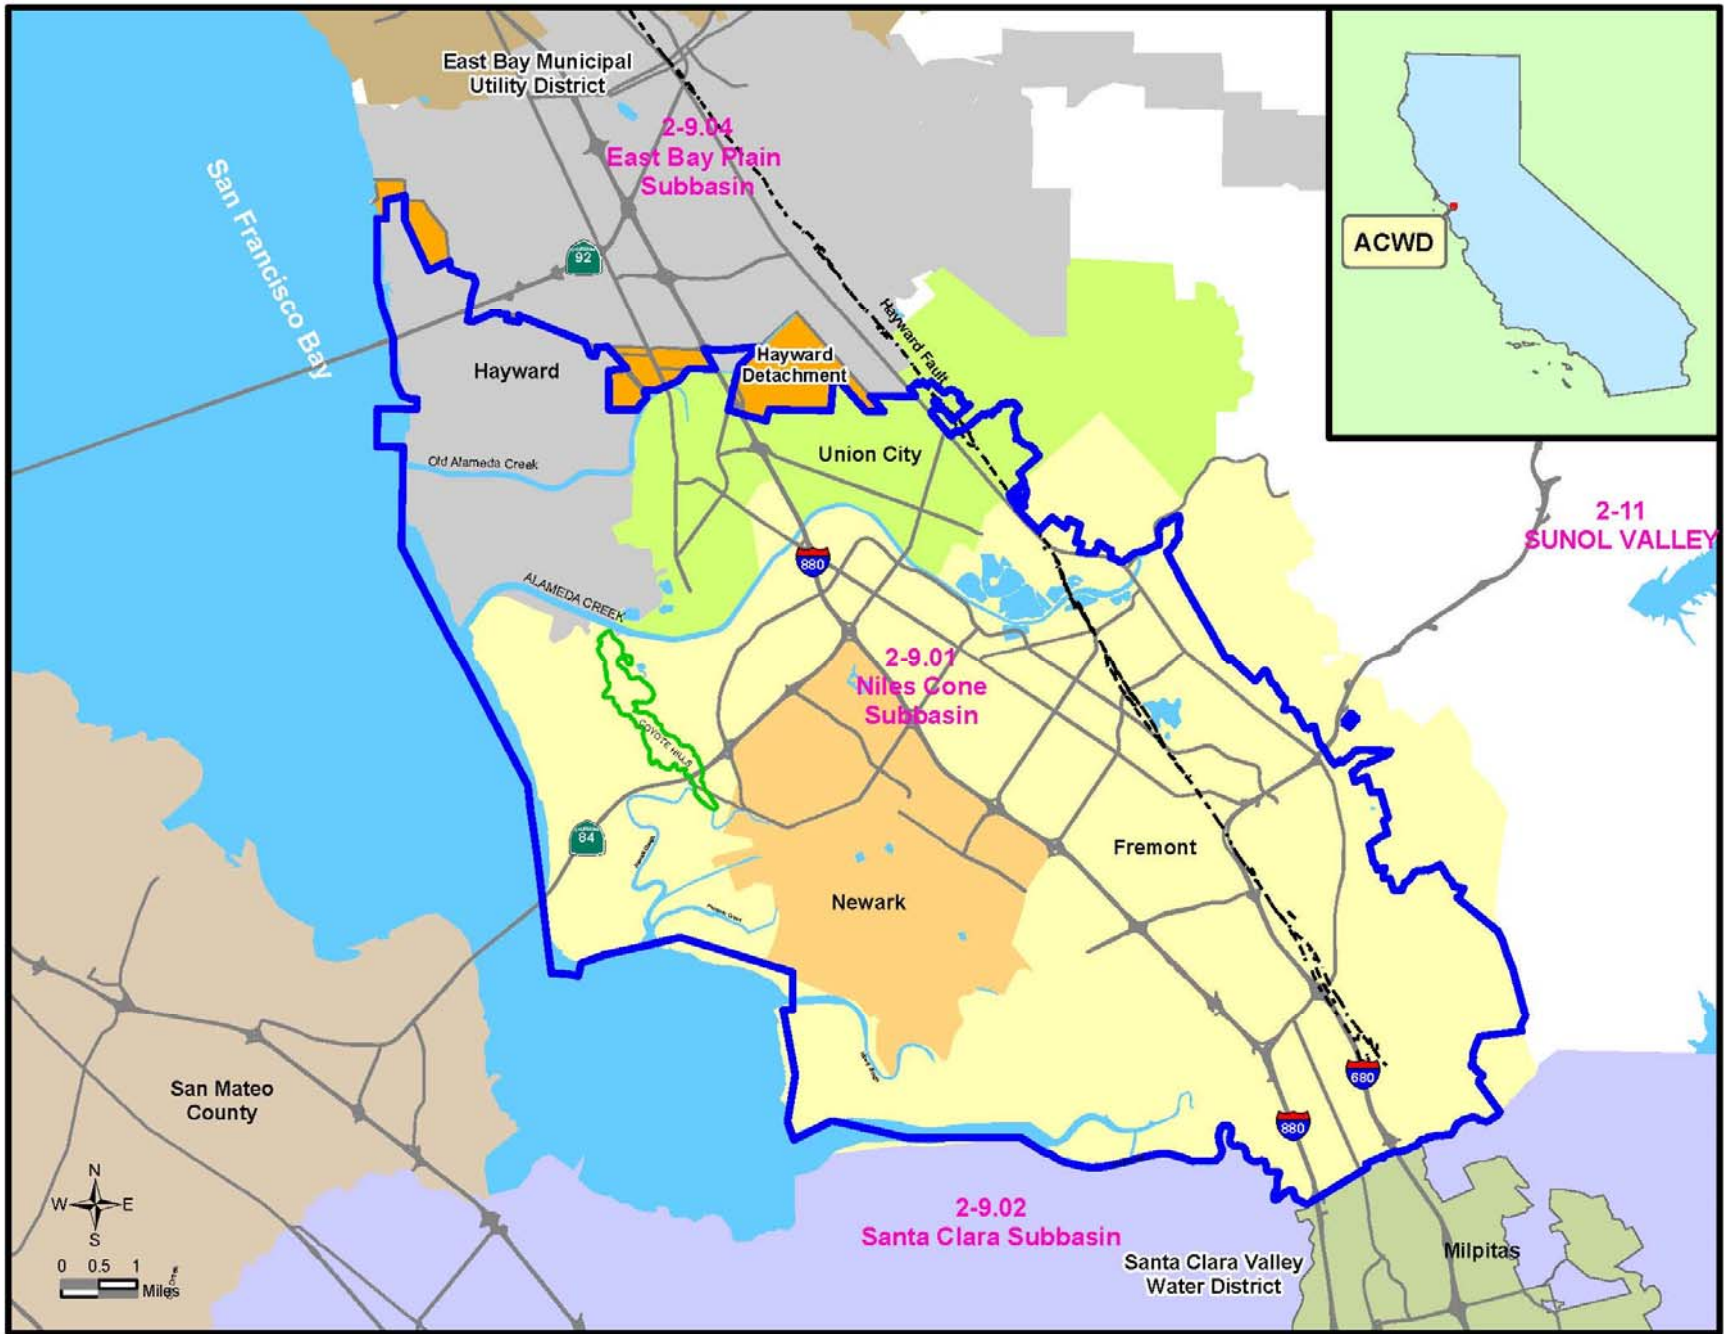 East Bay Municipal
Utility District
2-9.04
East Bay Plain
Subbasin
San Francisco Bay
ACWD
92
Hayward Fault
Hayward
Hayward
Detachment
Union City
Old Alameda Creek
2-11
SUNOL VALLEY
880
ALAMEDA CREEK
2-9.01
Niles Cone
Subbasin
COYOTE HILLS
84
Fremont
Newark
680
San Mateo
County
880
N
W E
S
2-9.02
Santa Clara Subbasin
Santa Clara Valley
Water District
Milpitas
0 0.5 1
Miles